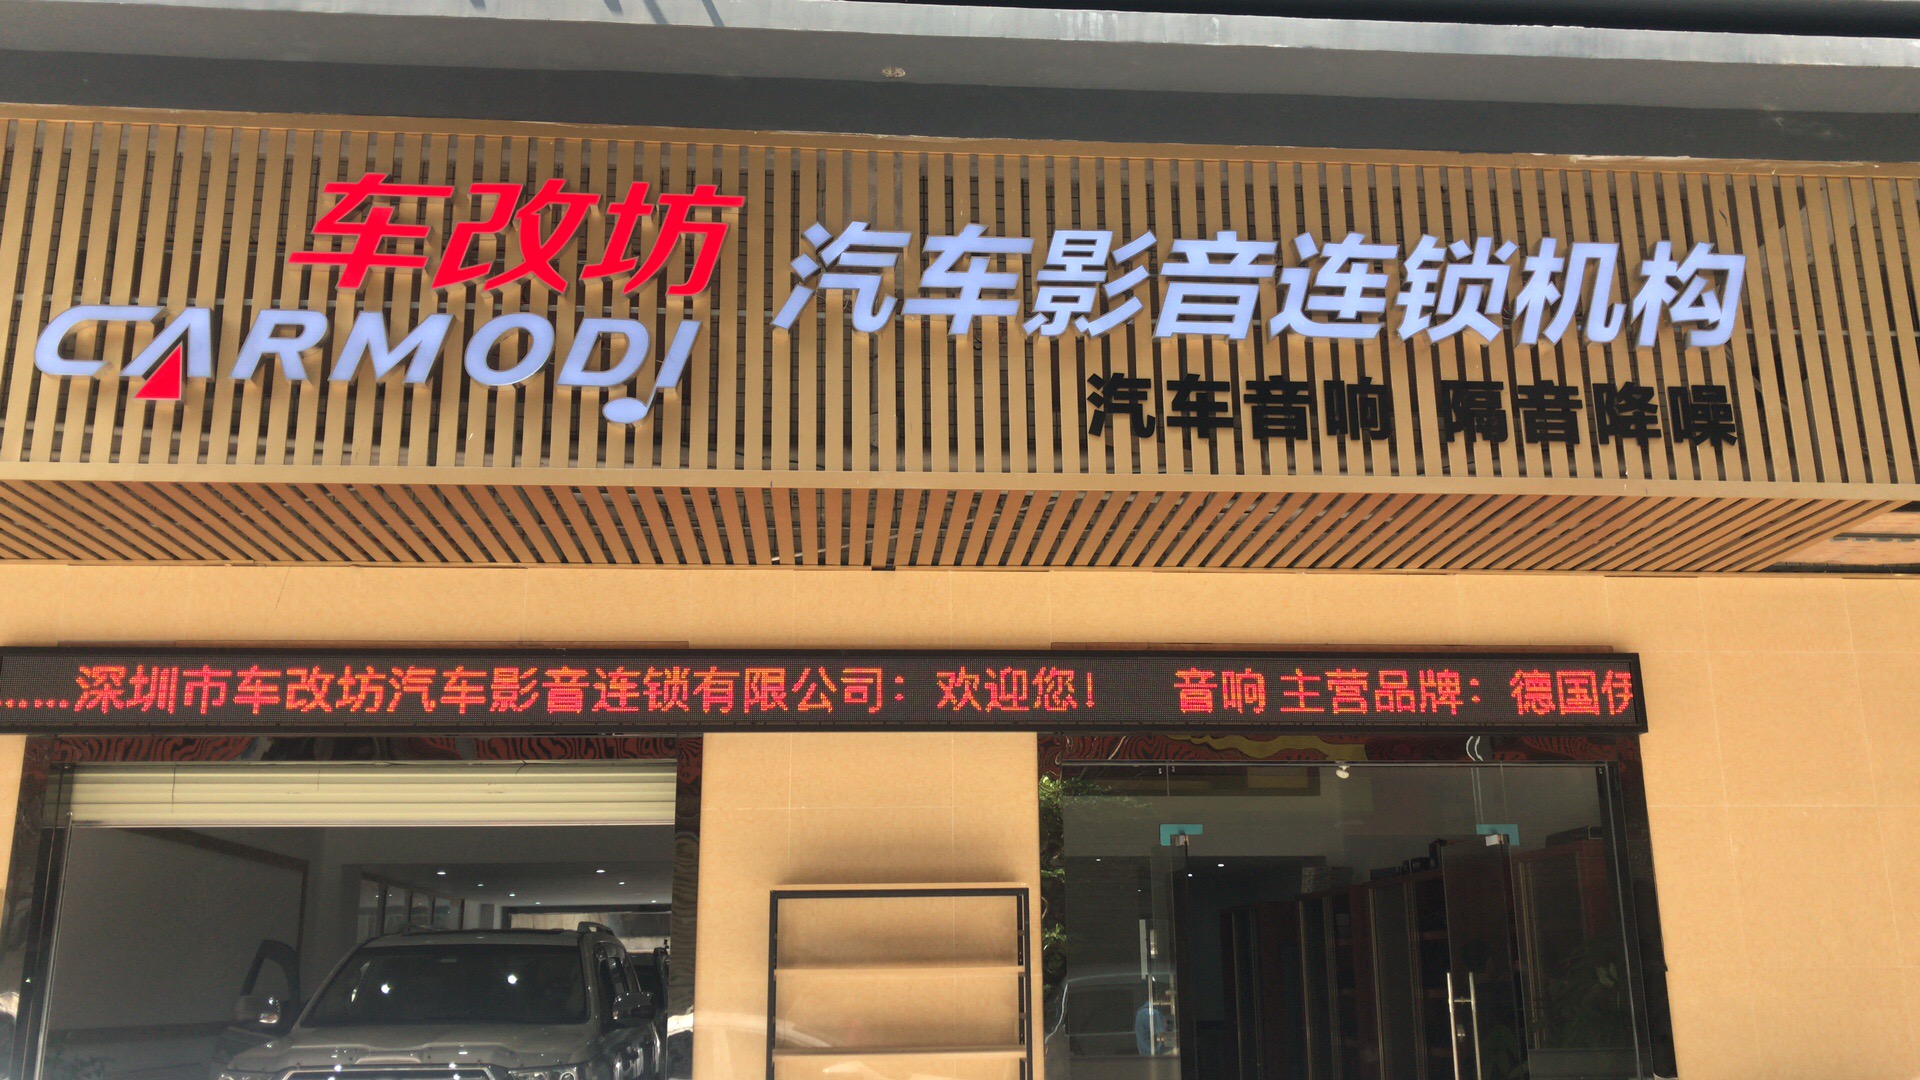 车改坊
CARMODI
汽车影音连锁机构
汽车音响 隔音降噪
......深圳市车改坊汽车影音连锁有限公司：欢迎您！ 音响 主营品牌：德国伊